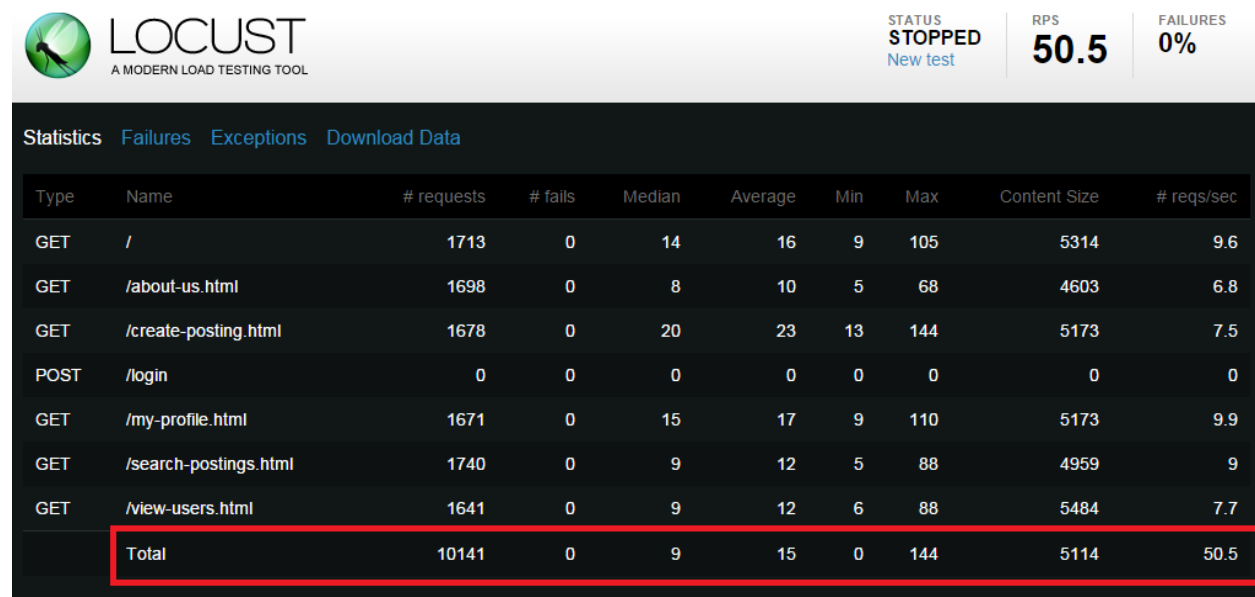 LOCUST
A MODERN LOAD TESTING TOOL
STATUS
STOPPED
New test
RPS
50.5
FAILURES
0%
Statistics Failures Exceptions Download Data
Type Name # requests # fails Median Average Min Max Content Size # reqs/sec
GET / 1713 0 14 16 9 105 5314 9.6
GET /about-us.html 1698 0 8 10 5 68 4603 6.8
GET /create-posting.html 1678 0 20 23 13 144 5173 7.5
POST /login 0 0 0 0 0 0 0 0
GET /my-profile.html 1671 0 15 17 9 110 5173 9.9
GET /search-postings.html 1740 0 9 12 5 88 4959 9
GET /view-users.html 1641 0 9 12 6 88 5484 7.7
Total 10141 0 9 15 0 144 5114 50.5